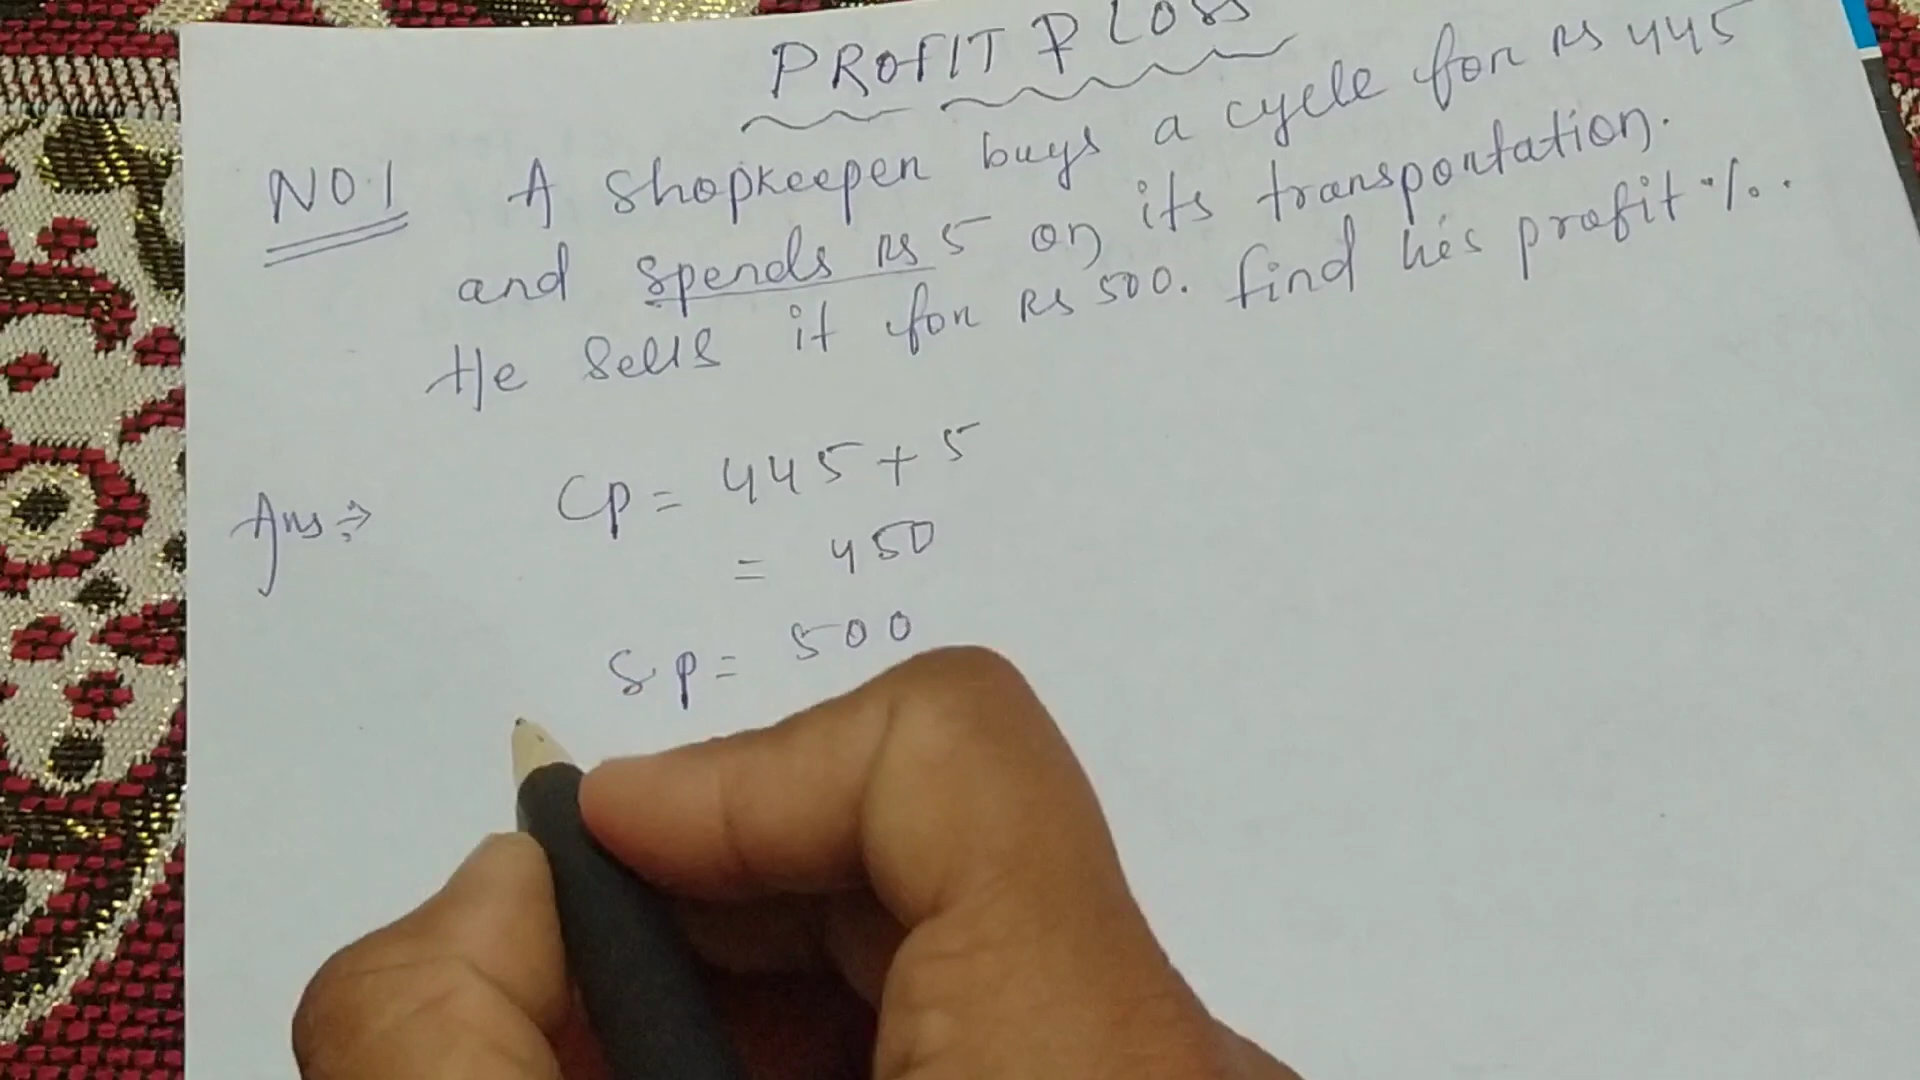 PROFIT & LOSS
NO.1 A Shopkeeper buys a cycle for Rs 445
and spends Rs 5 on its transportation.
He sells it for Rs 500. find his profit %.
Ans :⇒ CP = 445 + 5
= 450
SP = 500